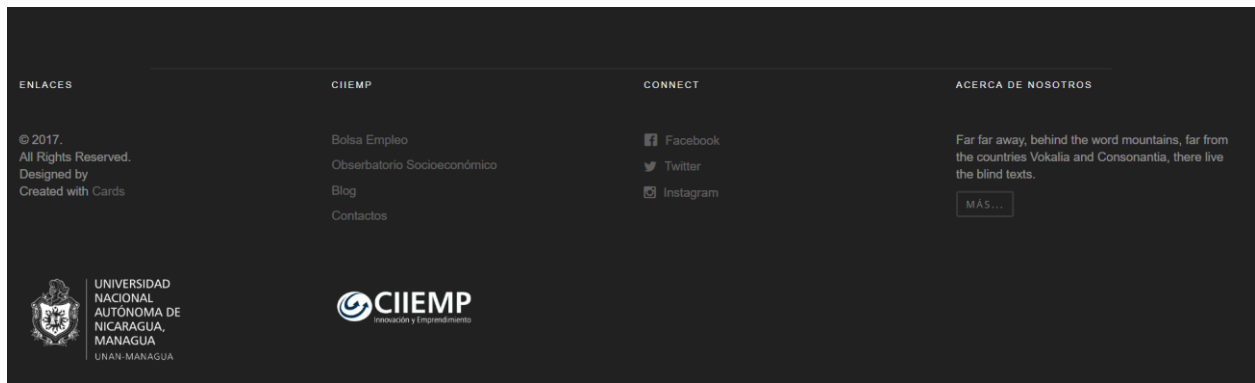 ENLACES
© 2017.
All Rights Reserved.
Designed by
Created with Cards
CIIEMP
Bolsa Empleo
Obserbatorio Socioeconómico
Blog
Contactos
CONNECT
Facebook
Twitter
Instagram
ACERCA DE NOSOTROS
Far far away, behind the word mountains, far from
the countries Vokalia and Consonantia, there live
the blind texts.
MÁS...
UNIVERSIDAD
NACIONAL
AUTÓNOMA DE
NICARAGUA,
MANAGUA
UNAN-MANAGUA
CIIEMP
Innovación y Emprendimiento